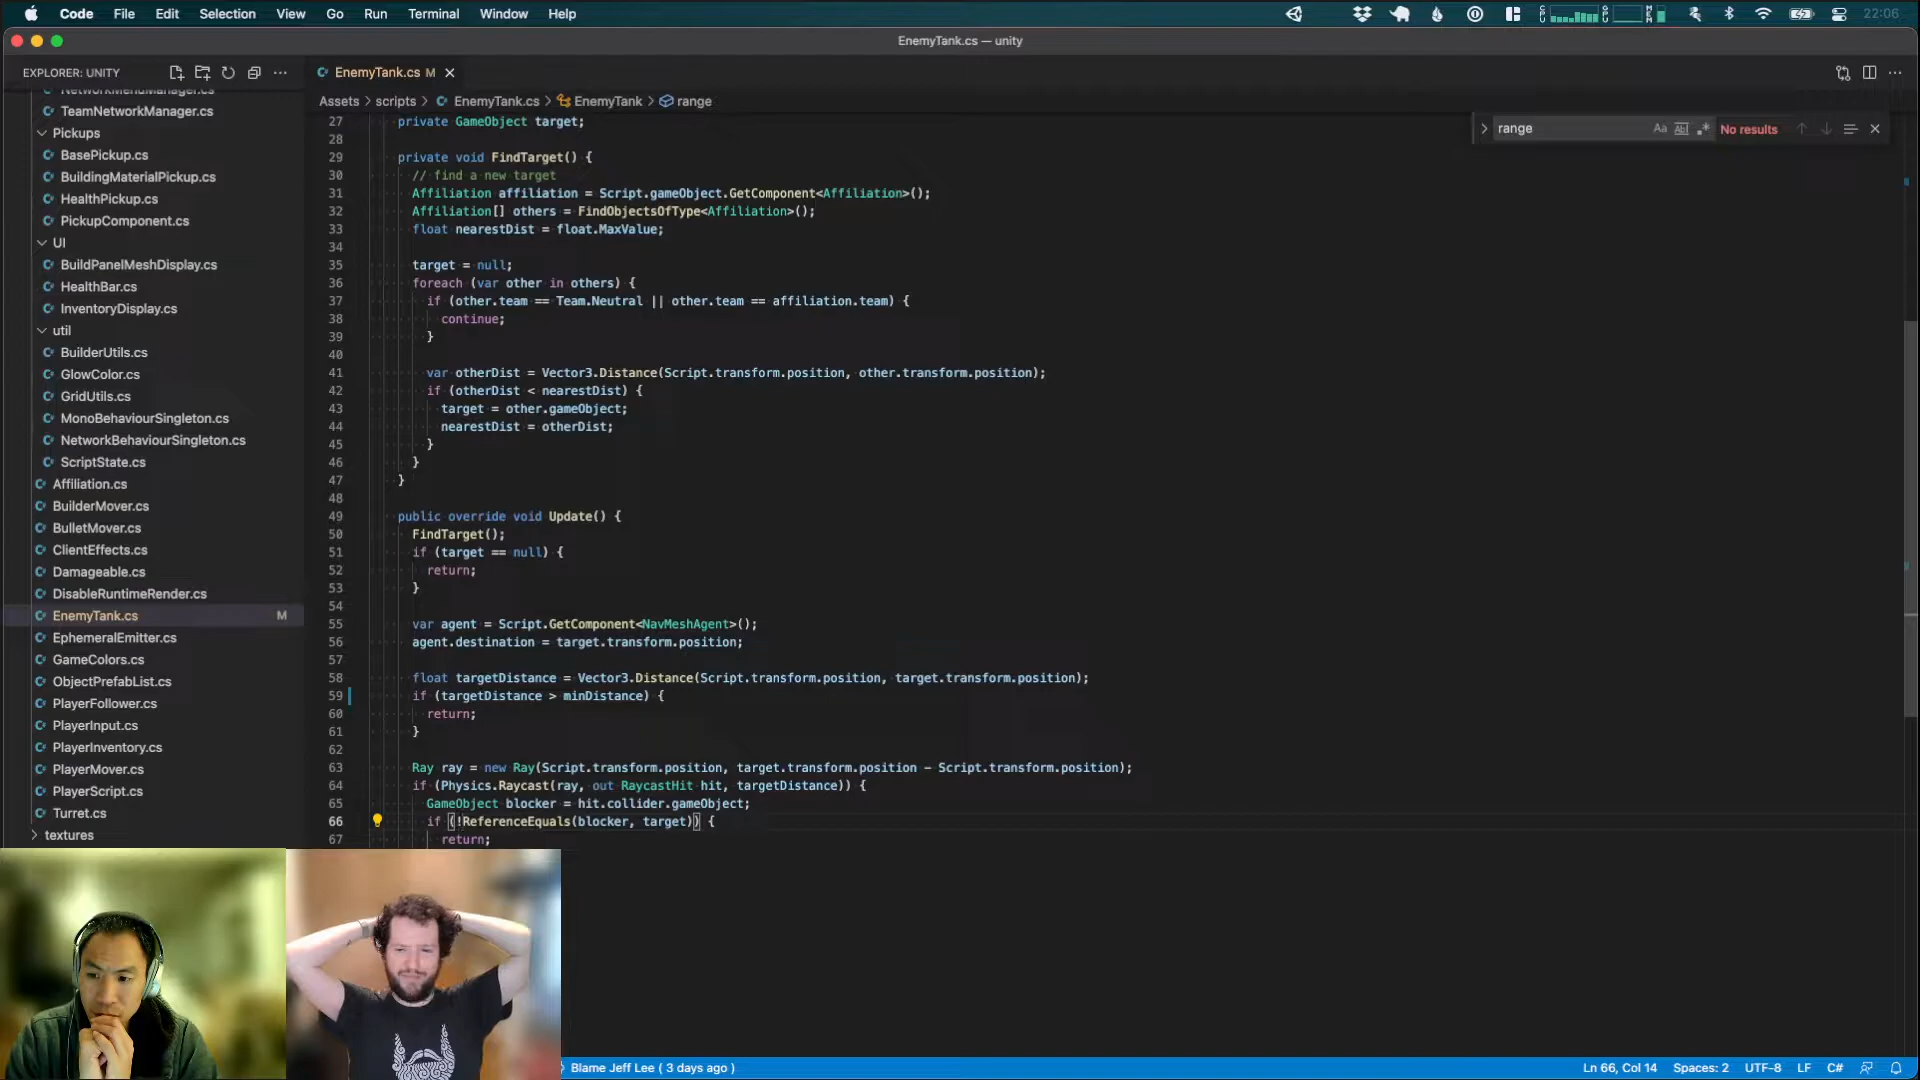 Code File Edit Selection View Go Run Terminal Window Help 22:06
EnemyTank.cs — unity
EXPLORER: UNITY
NetworkMenuManager.cs
TeamNetworkManager.cs
Pickups
BasePickup.cs
BuildingMaterialPickup.cs
HealthPickup.cs
PickupComponent.cs
UI
BuildPanelMeshDisplay.cs
HealthBar.cs
InventoryDisplay.cs
util
BuilderUtils.cs
GlowColor.cs
GridUtils.cs
MonoBehaviourSingleton.cs
NetworkBehaviourSingleton.cs
ScriptState.cs
Affiliation.cs
BuilderMover.cs
BulletMover.cs
ClientEffects.cs
Damageable.cs
DisableRuntimeRender.cs
EnemyTank.cs M
EphemeralEmitter.cs
GameColors.cs
ObjectPrefabList.cs
PlayerFollower.cs
PlayerInput.cs
PlayerInventory.cs
PlayerMover.cs
PlayerScript.cs
Turret.cs
textures
EnemyTank.cs M
Assets > scripts > EnemyTank.cs > EnemyTank > range
range Aa Abl .* No results
27 private GameObject target;
28
29 private void FindTarget() {
30 // find a new target
31 Affiliation affiliation = Script.gameObject.GetComponent<Affiliation>();
32 Affiliation[] others = FindObjectsOfType<Affiliation>();
33 float nearestDist = float.MaxValue;
34
35 target = null;
36 foreach (var other in others) {
37 if (other.team == Team.Neutral || other.team == affiliation.team) {
38 continue;
39 }
40
41 var otherDist = Vector3.Distance(Script.transform.position, other.transform.position);
42 if (otherDist < nearestDist) {
43 target = other.gameObject;
44 nearestDist = otherDist;
45 }
46 }
47 }
48
49 public override void Update() {
50 FindTarget();
51 if (target == null) {
52 return;
53 }
54
55 var agent = Script.GetComponent<NavMeshAgent>();
56 agent.destination = target.transform.position;
57
58 float targetDistance = Vector3.Distance(Script.transform.position, target.transform.position);
59 if (targetDistance > minDistance) {
60 return;
61 }
62
63 Ray ray = new Ray(Script.transform.position, target.transform.position - Script.transform.position);
64 if (Physics.Raycast(ray, out RaycastHit hit, targetDistance)) {
65 GameObject blocker = hit.collider.gameObject;
66 if (!ReferenceEquals(blocker, target)) {
67 return;
Blame Jeff Lee ( 3 days ago ) Ln 66, Col 14 Spaces: 2 UTF-8 LF C#